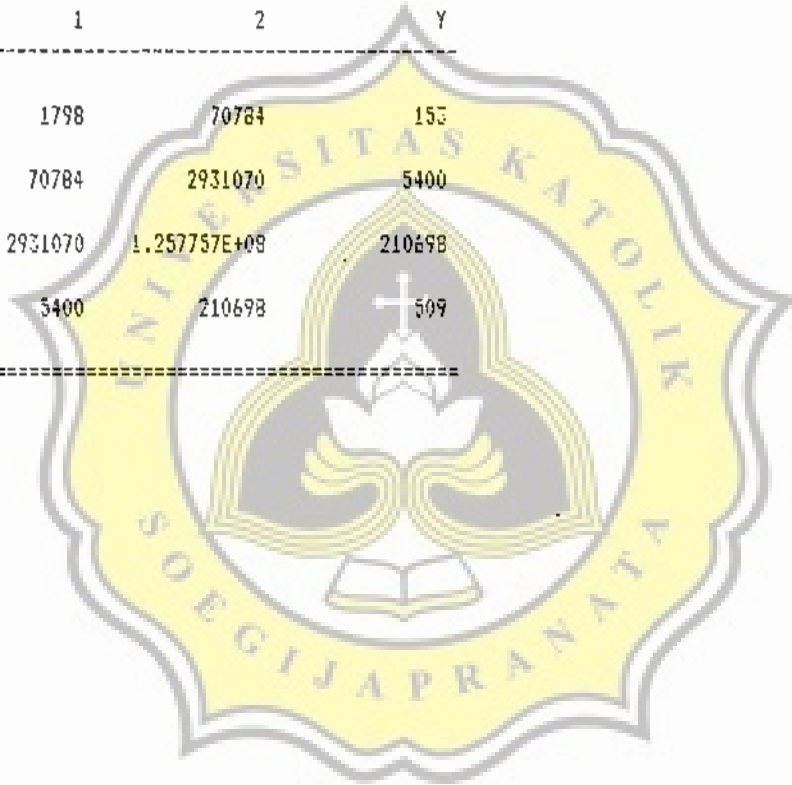 1 2 Y
1798 70784 153
70784 2931070 5400
2931070 1.257757E+08 210698
5400 210698 509
UNIVERSITAS KATOLIK
SOEGIJAPRANATA